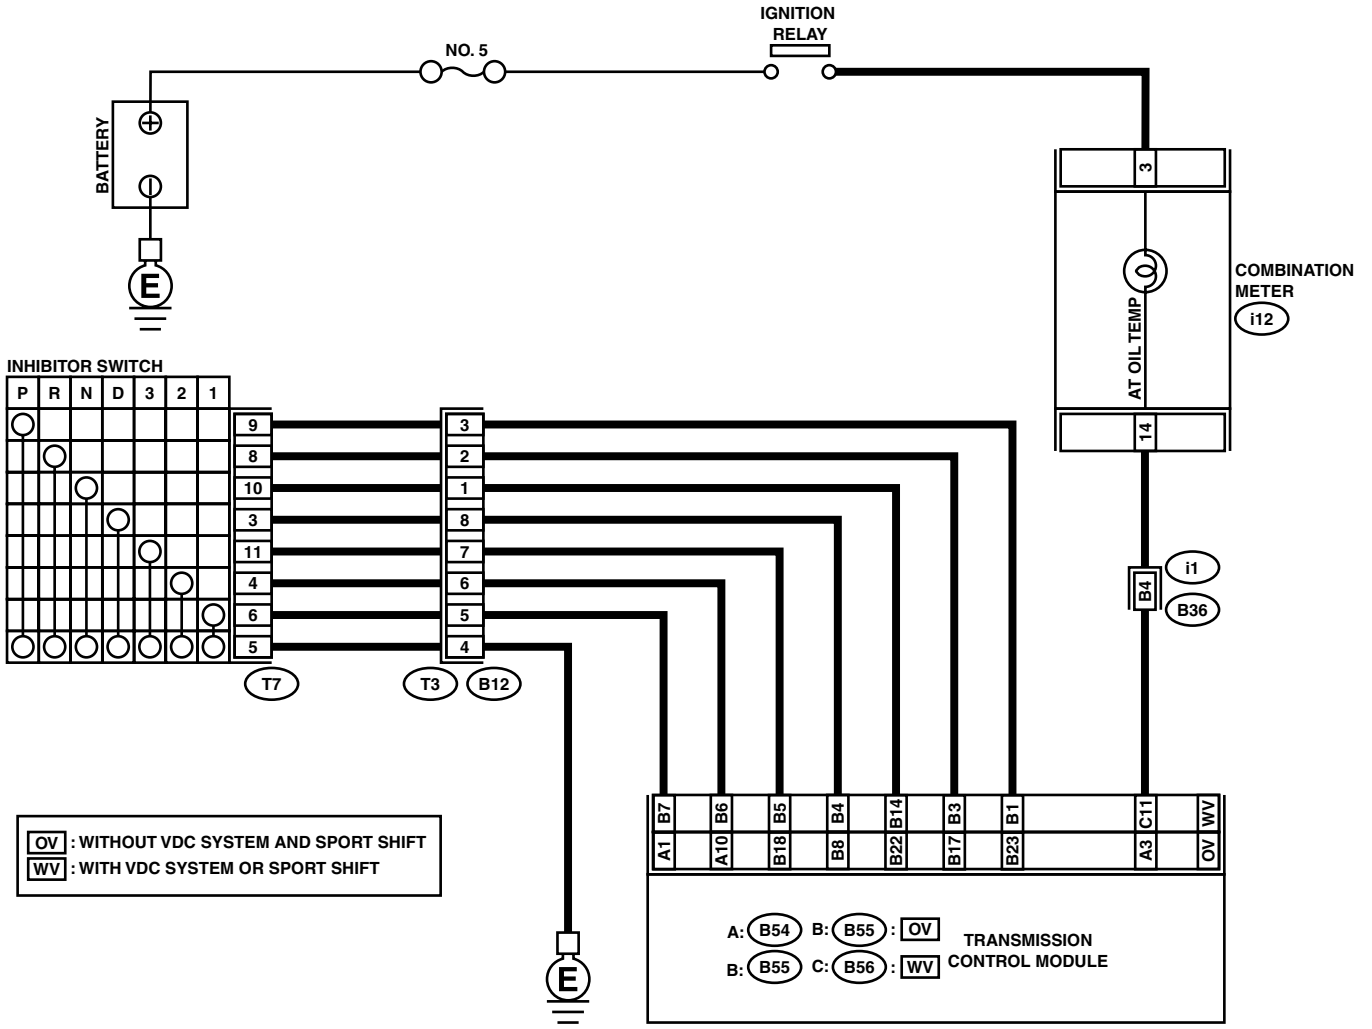 IGNITION
RELAY
NO. 5
BATTERY
E
3
AT OIL TEMP
COMBINATION
METER
i12
14
INHIBITOR SWITCH
P R N D 3 2 1
9 3
8 2
10 1
3 8
11 7
4 6
6 5
5 4
T7 T3 B12
i1
B4
B36
B7 B6 B5 B4 B14 B3 B1 C11 WV
A1 A10 B18 B8 B22 B17 B23 A3 OV
OV : WITHOUT VDC SYSTEM AND SPORT SHIFT
WV : WITH VDC SYSTEM OR SPORT SHIFT
E
A: B54 B: B55 : OV
B: B55 C: B56 : WV
TRANSMISSION
CONTROL MODULE